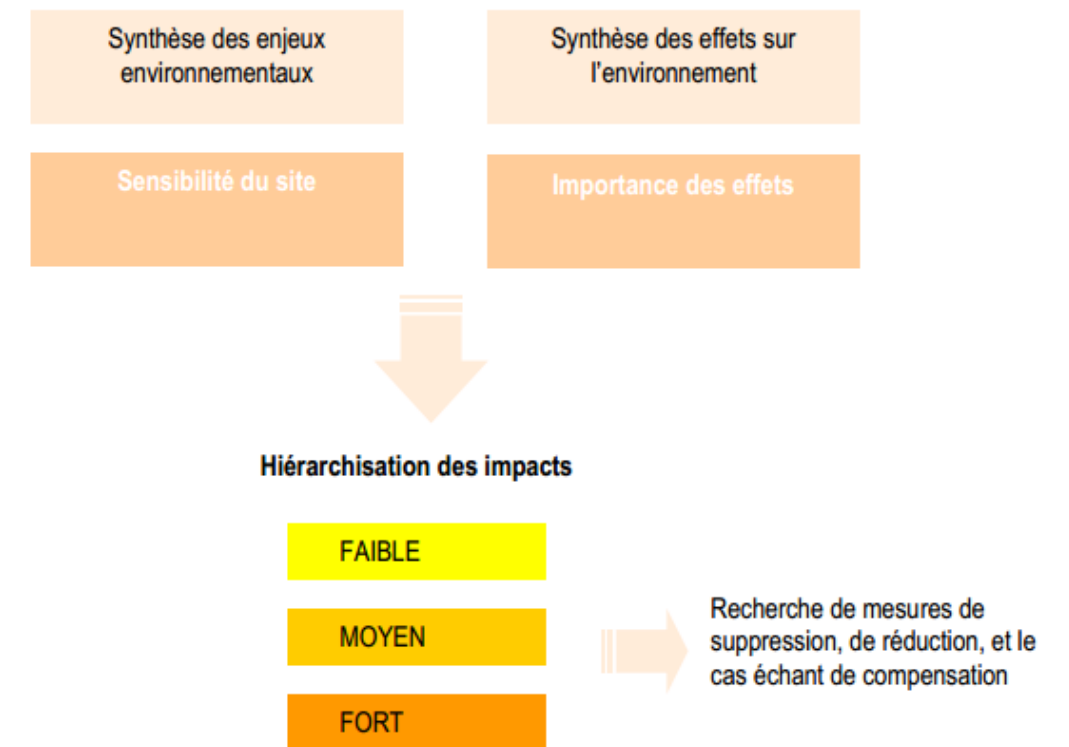 Synthèse des enjeux
environnementaux
Synthèse des effets sur
l'environnement
Sensibilité du site
Importance des effets
Hiérarchisation des impacts
FAIBLE
MOYEN
FORT
Recherche de mesures de
suppression, de réduction, et le
cas échant de compensation